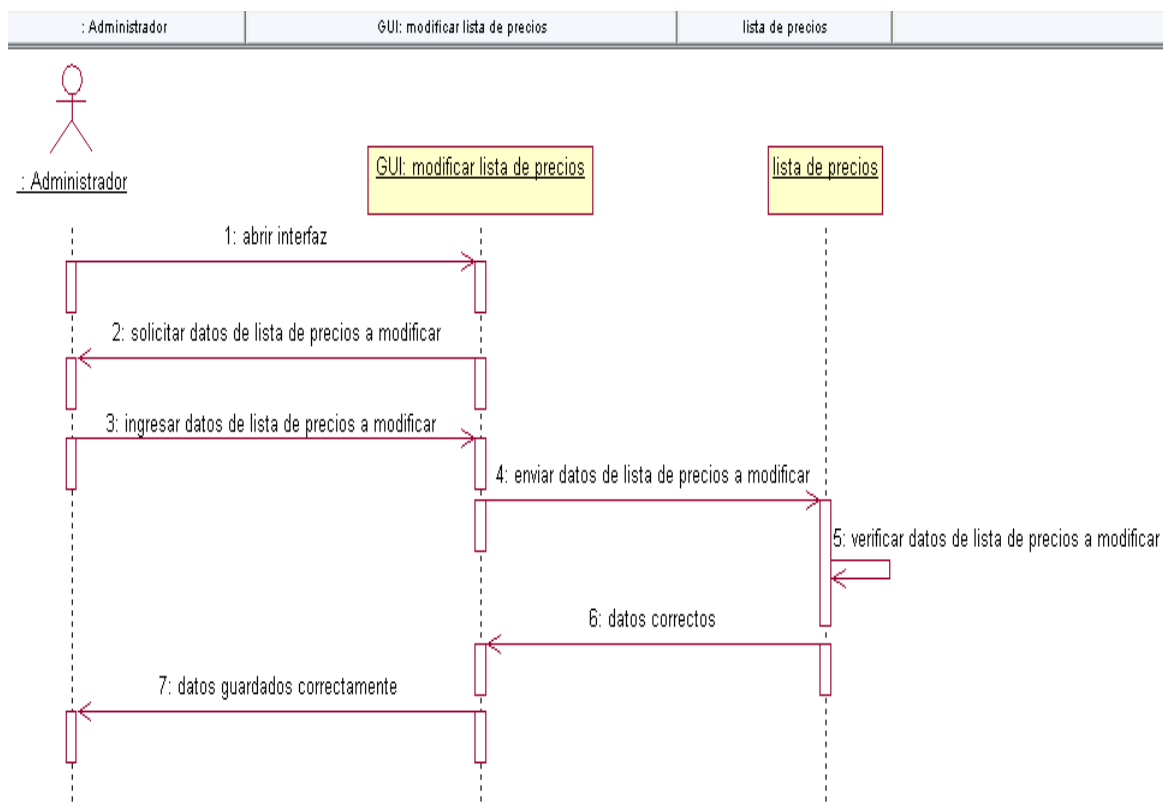 : Administrador
GUI: modificar lista de precios
lista de precios
: Administrador
GUI: modificar lista de precios
lista de precios
1: abrir interfaz
2: solicitar datos de lista de precios a modificar
3: ingresar datos de lista de precios a modificar
4: enviar datos de lista de precios a modificar
5: verificar datos de lista de precios a modificar
6: datos correctos
7: datos guardados correctamente